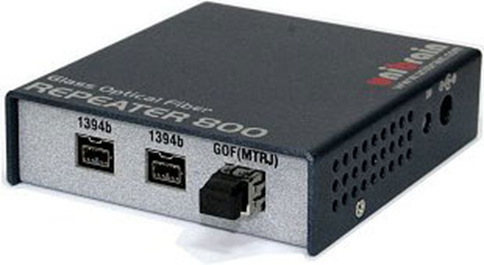 unibrain
Glass Optical Fiber
REPEATER 800
1394b
1394b
GOF(MTRJ)